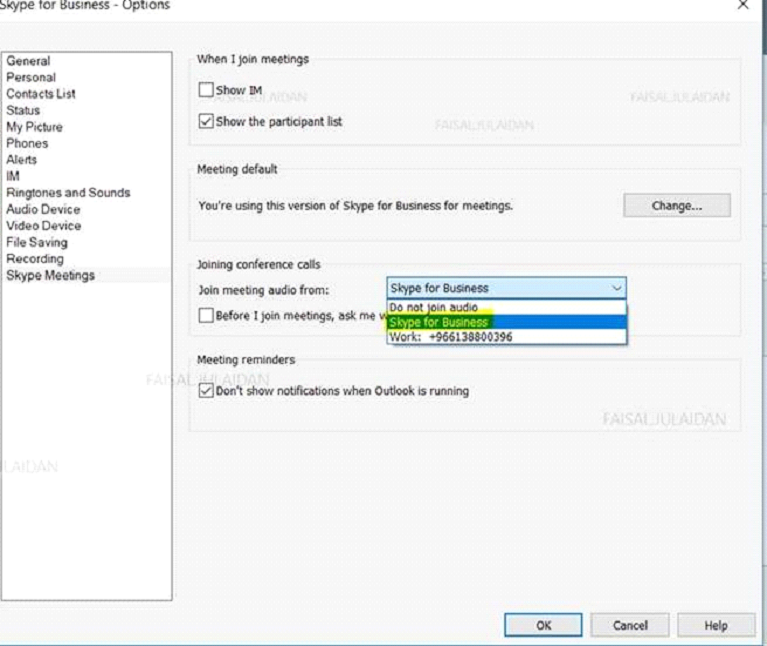 Skype for Business - Options
General
Personal
Contacts List
Status
My Picture
Phones
Alerts
IM
Ringtones and Sounds
Audio Device
Video Device
File Saving
Recording
Skype Meetings
When I join meetings
Show IM
FAISALJULAIDAN
FAISALJULAIDAN
Show the participant list
FAISALJULAIDAN
Meeting default
You're using this version of Skype for Business for meetings.
Change...
Joining conference calls
Join meeting audio from:
Skype for Business
Do not join audio
Before I join meetings, ask me w
Skype for Business
Work: +966138800396
Meeting reminders
FAISALJULAIDAN
Don't show notifications when Outlook is running
FAISALJULAIDAN
ULAIDAN
OK
Cancel
Help